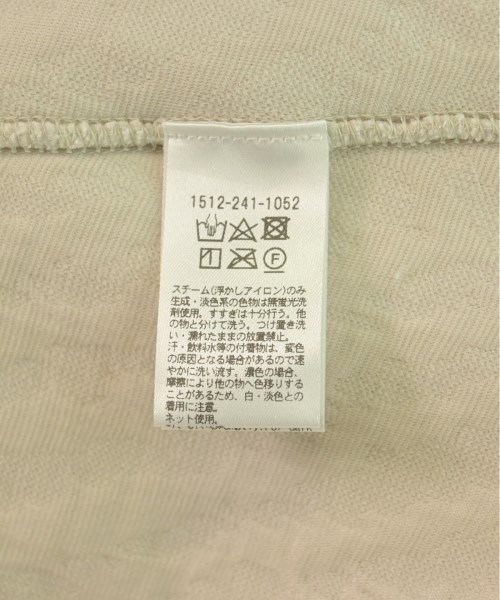 1512-241-1052
F
スチーム(浮かしアイロン)のみ
生成・淡色系の色物は無蛍光洗
剤使用。すすぎは十分行う。他
の物と分けて洗う。つけ置き洗
い・濡れたままの放置禁止。
汗・飲料水等の付着物は、変色
の原因となる場合があるので速
やかに洗い流す。濃色の場合、
摩擦により他の物へ色移りする
ことがあるため、白・淡色との
着用に注意。
ネット使用。